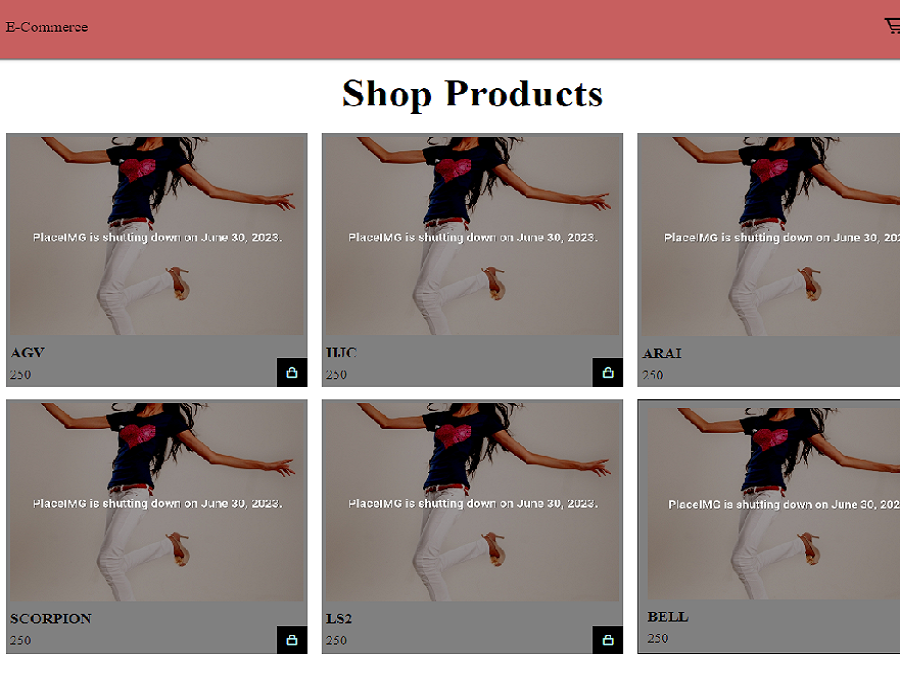 E-Commerce
Shop Products
PlaceIMG is shutting down on June 30, 2023.
PlaceIMG is shutting down on June 30, 2023.
PlaceIMG is shutting down on June 30, 202
AGV
HJC
ARAI
250
250
250
PlaceIMG is shutting down on June 30, 2023.
PlaceIMG is shutting down on June 30, 2023.
PlaceIMG is shutting down on June 30, 202
SCORPION
LS2
BELL
250
250
250